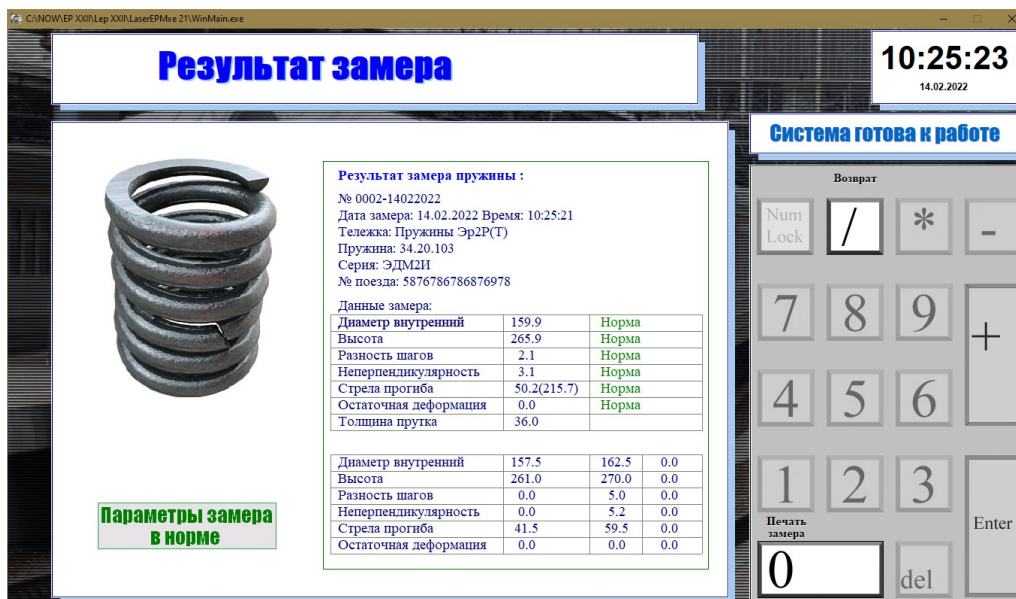 C:\NOW\EP XXII\Lep XXII\LaserEPMxe 21\WinMain.exe
Результат замера
10:25:23
14.02.2022
Система готова к работе
Результат замера пружины :
№ 0002-14022022
Дата замера: 14.02.2022 Время: 10:25:21
Тележка: Пружины Эр2Р(Т)
Пружина: 34.20.103
Серия: ЭДМ2И
№ поезда: 5876786786876978
Данные замера:
Диаметр внутренний 159.9 Норма
Высота 265.9 Норма
Разность шагов 2.1 Норма
Неперпендикулярность 3.1 Норма
Стрела прогиба 50.2(215.7) Норма
Остаточная деформация 0.0 Норма
Толщина прутка 36.0
Диаметр внутренний 157.5 162.5 0.0
Высота 261.0 270.0 0.0
Разность шагов 0.0 5.0 0.0
Неперпендикулярность 0.0 5.2 0.0
Стрела прогиба 41.5 59.5 0.0
Остаточная деформация 0.0 0.0 0.0
Параметры замера
в норме
Возврат
Num
Lock
/ * -
7 8 9 +
4 5 6
1 2 3
Enter
Печать
замера
0 del